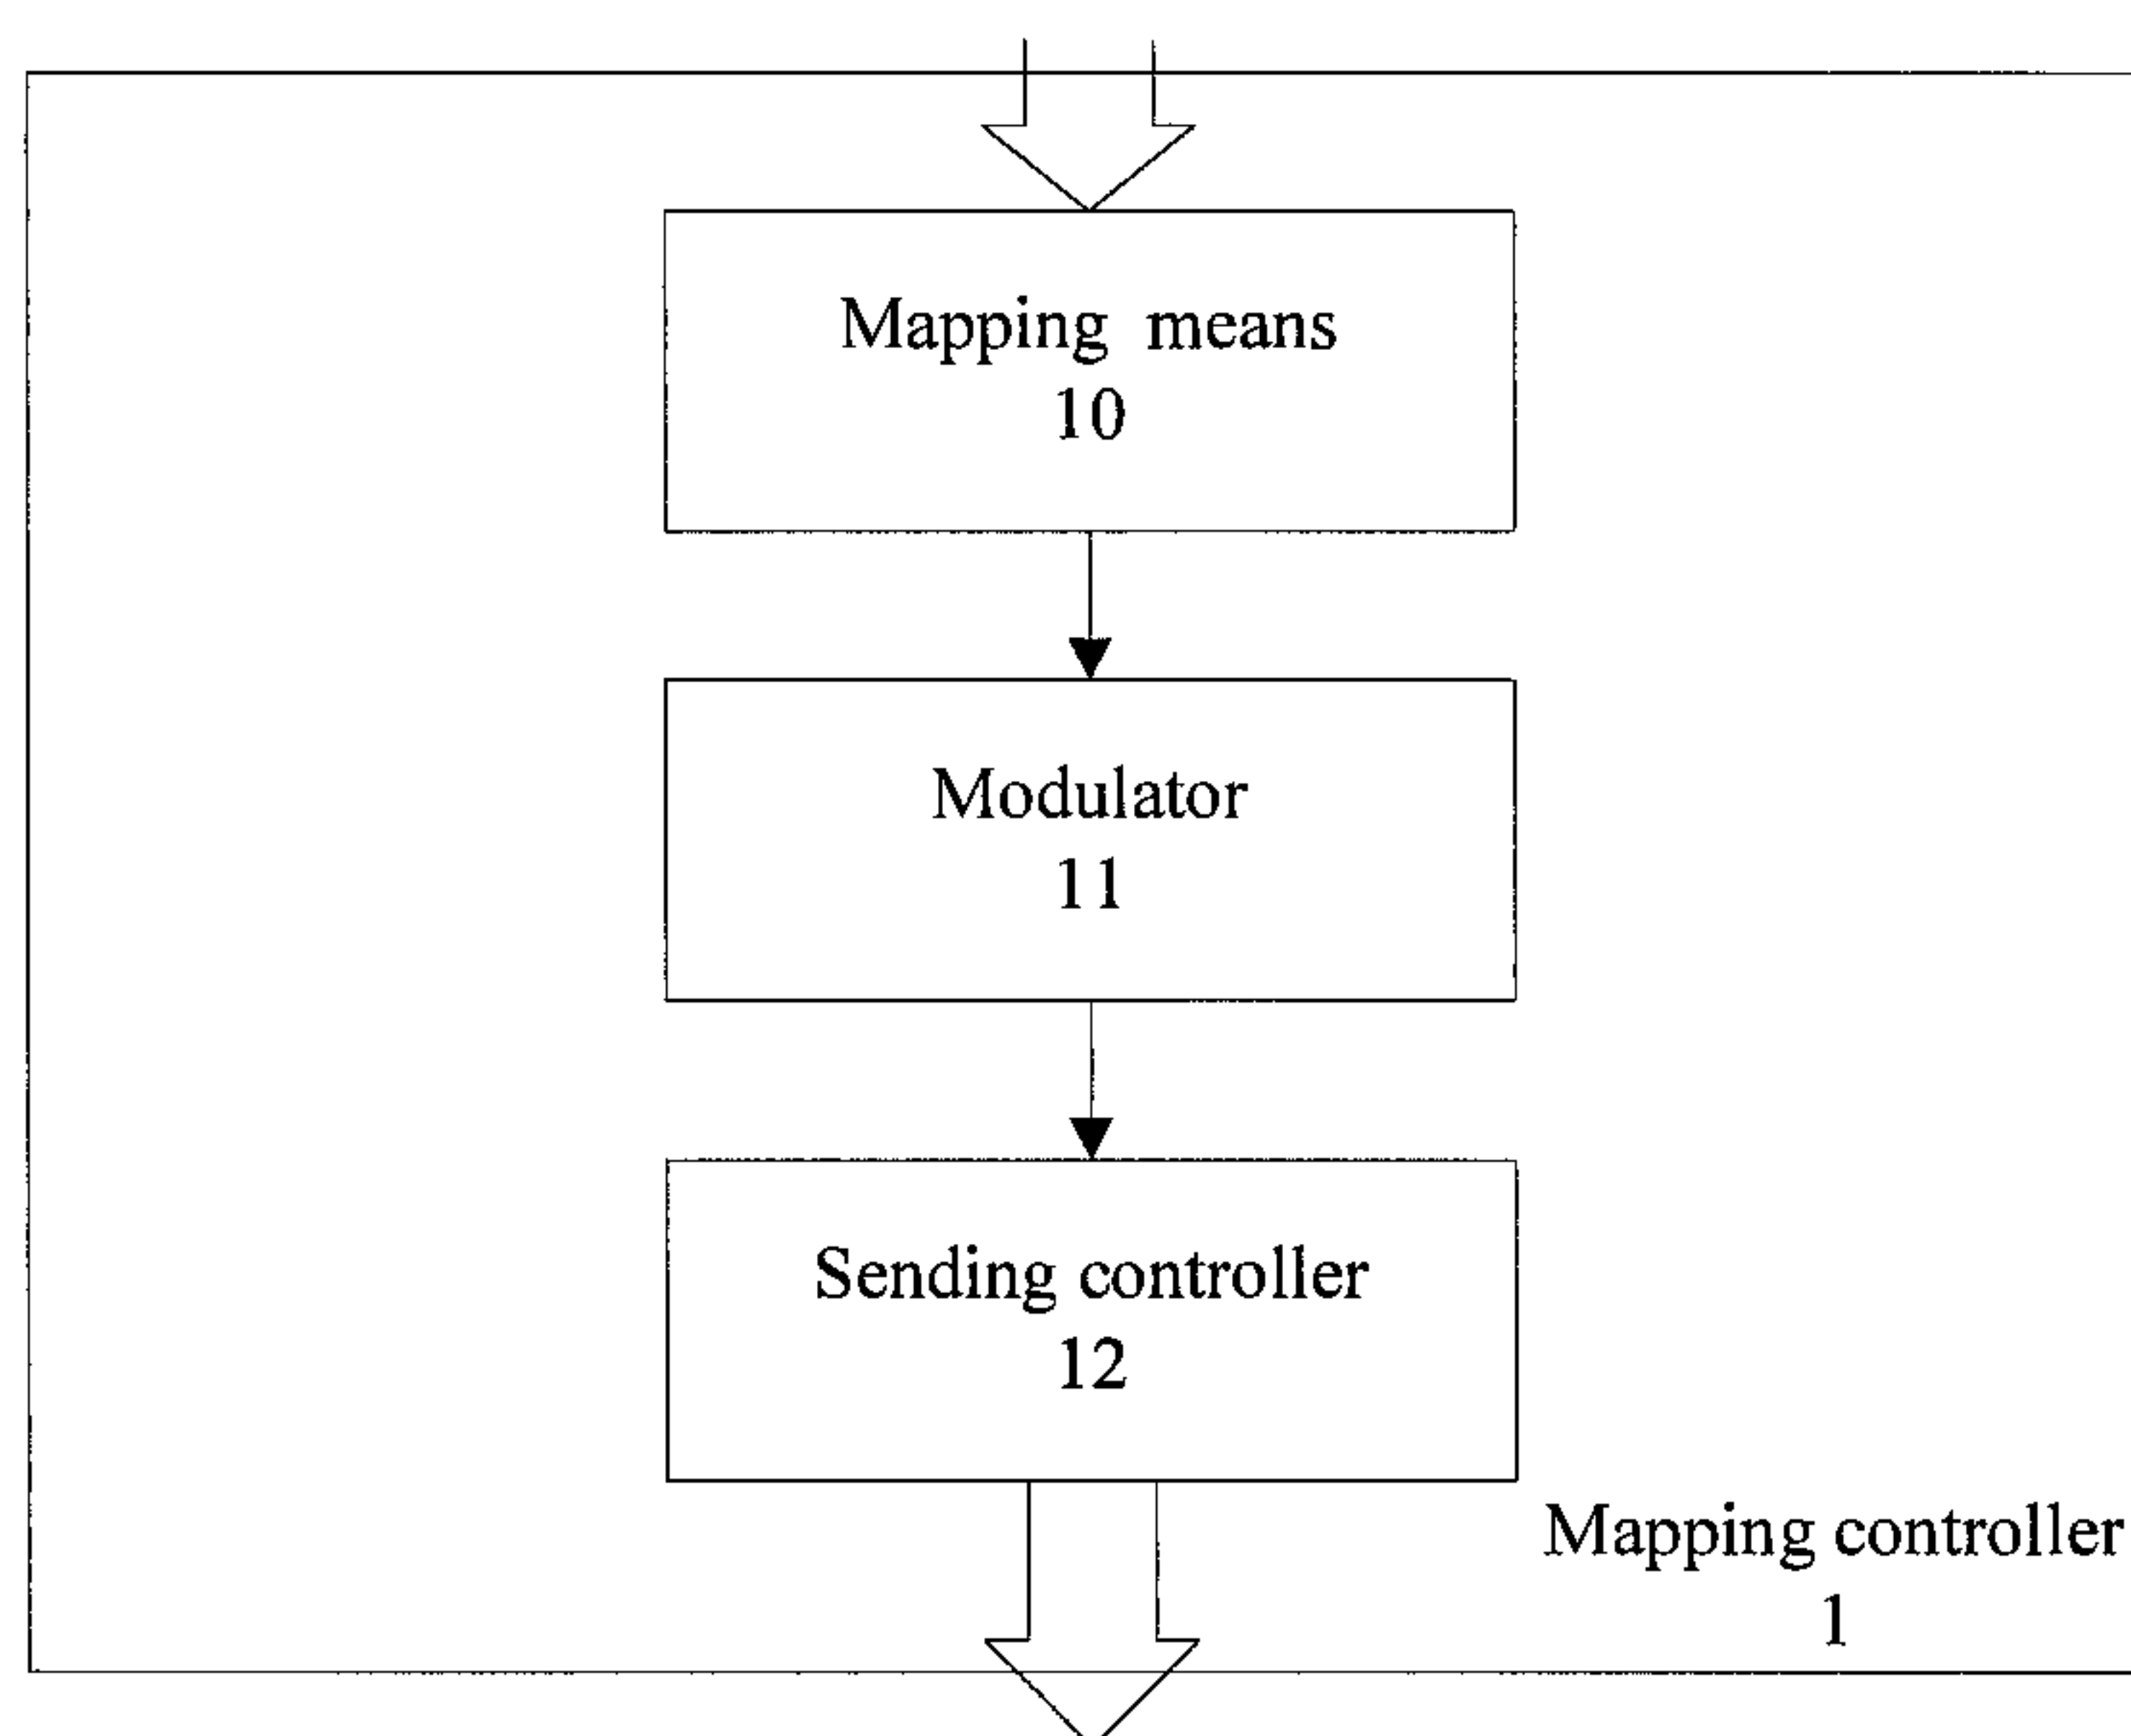 Mapping means
10
Modulator
11
Sending controller
12
Mapping controller
1